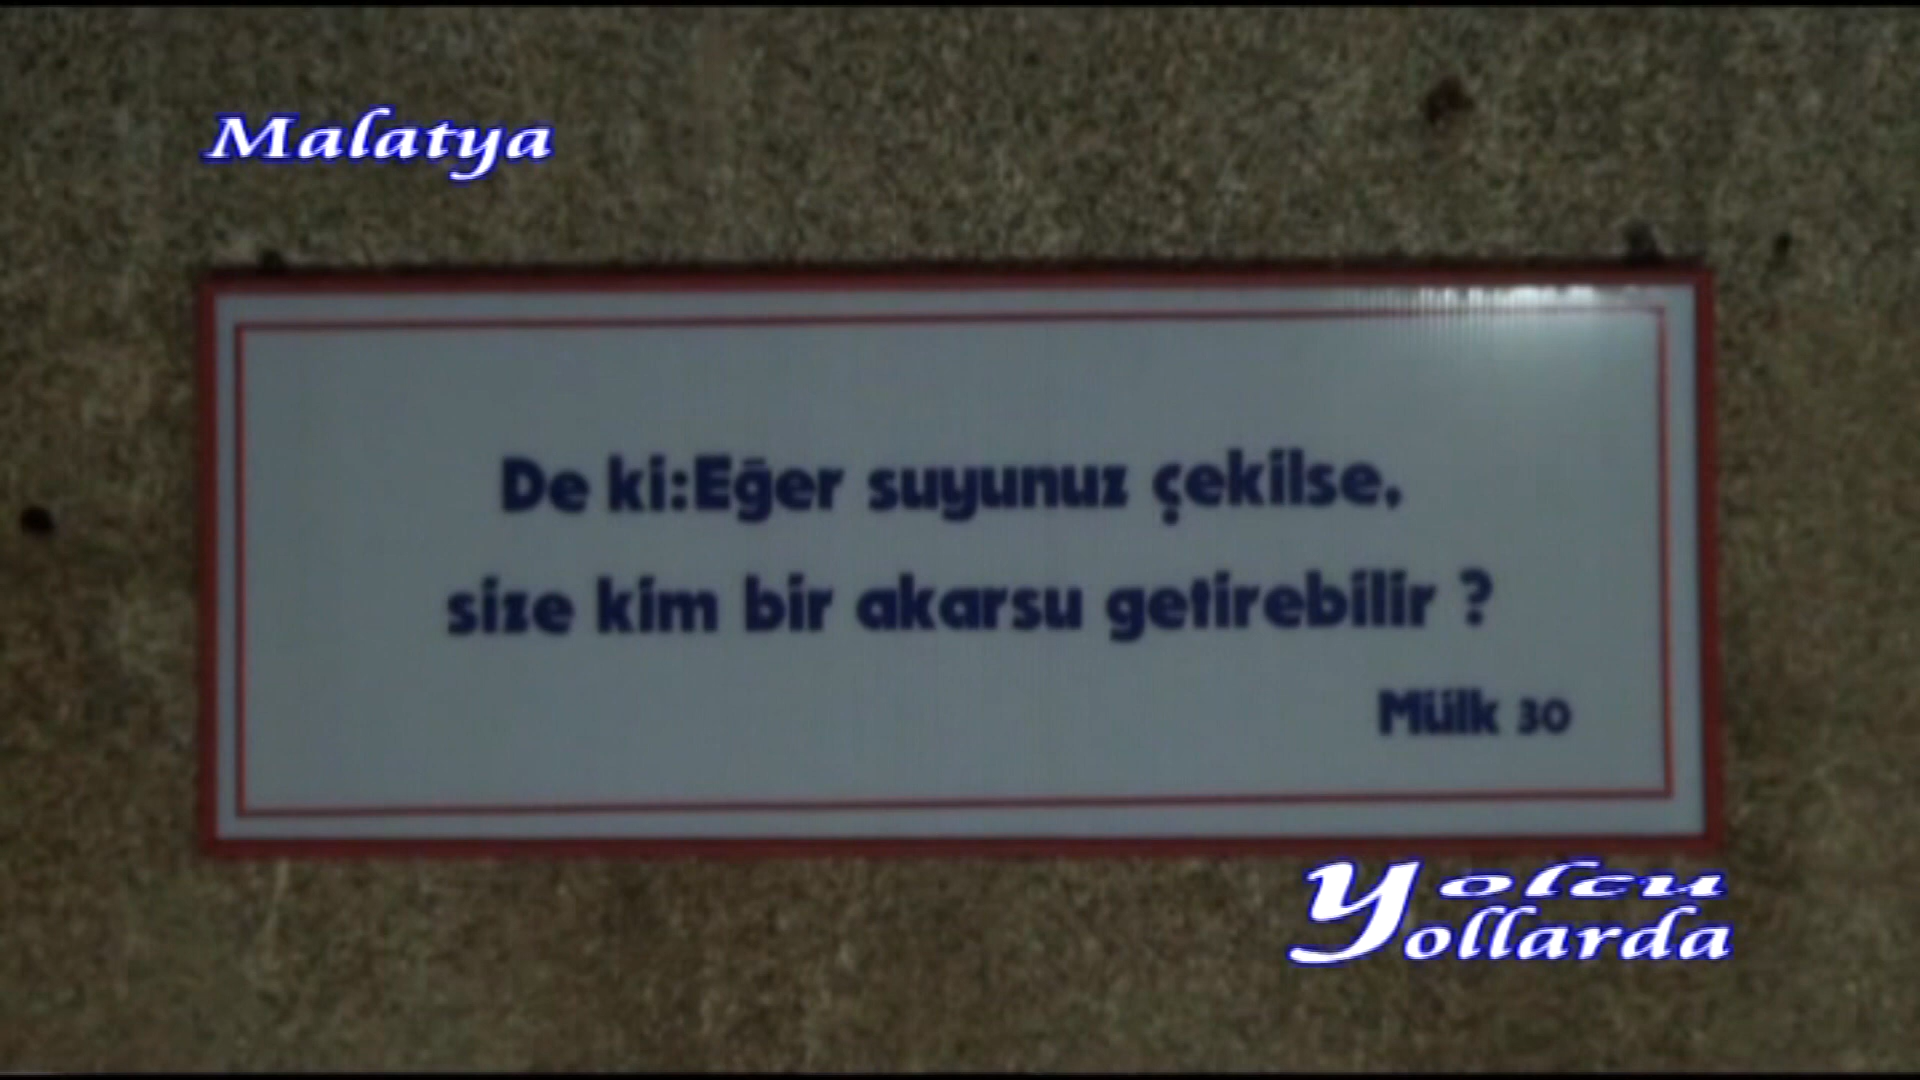 Malatya
De ki:Eğer suyunuz çekilse,
size kim bir akarsu getirebilir ?
Mülk 30
Yolcu
Yollarda